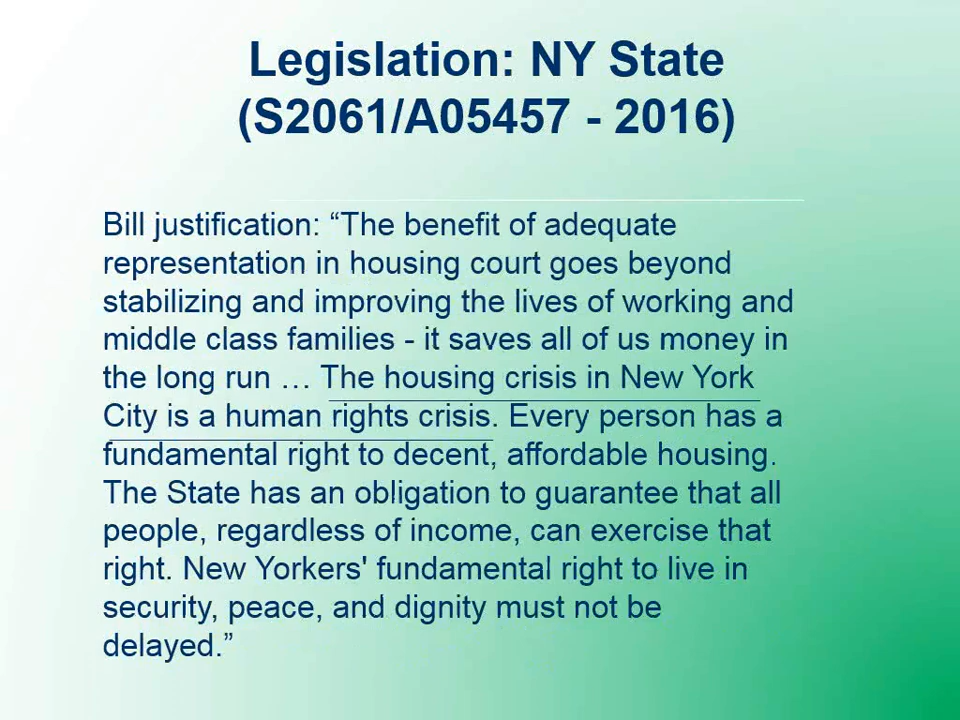 Legislation: NY State
(S2061/A05457 - 2016)
Bill justification: “The benefit of adequate
representation in housing court goes beyond
stabilizing and improving the lives of working and
middle class families - it saves all of us money in
the long run … The housing crisis in New York
City is a human rights crisis. Every person has a
fundamental right to decent, affordable housing.
The State has an obligation to guarantee that all
people, regardless of income, can exercise that
right. New Yorkers' fundamental right to live in
security, peace, and dignity must not be
delayed.”